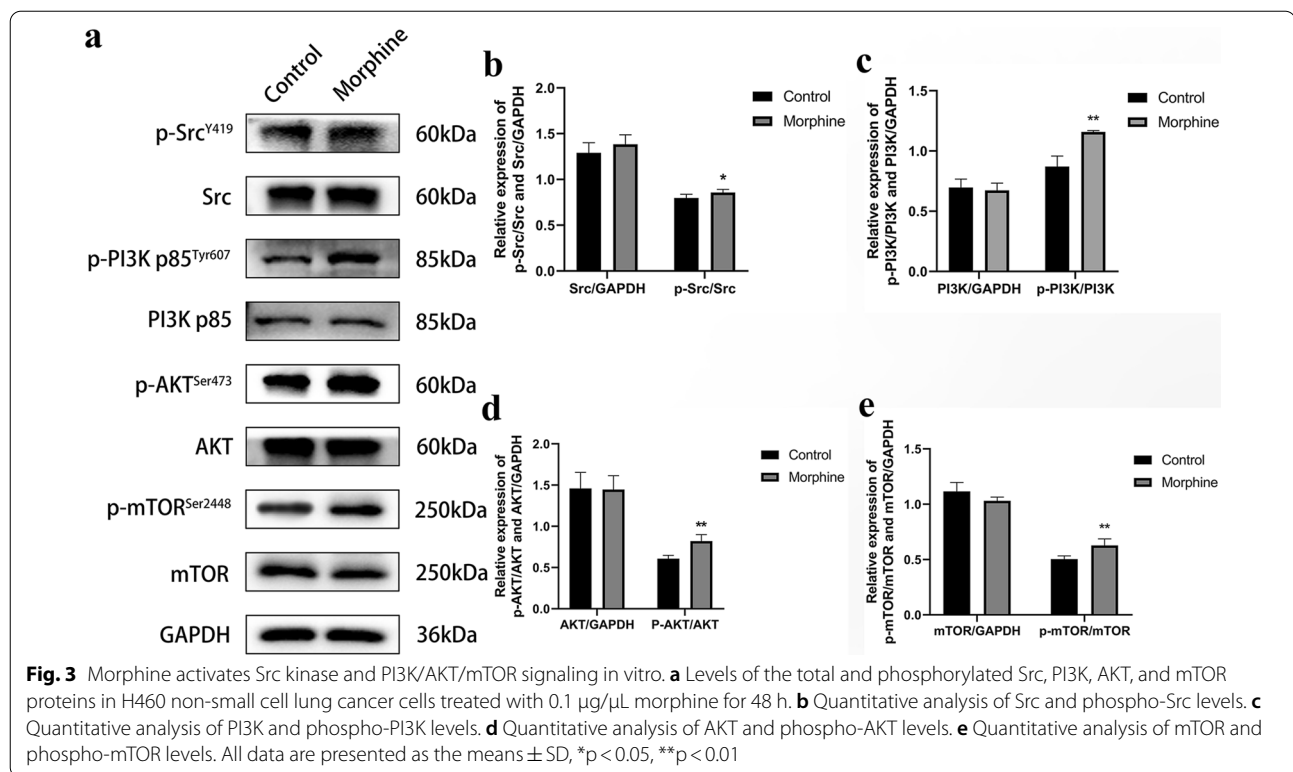 a
Control Morphine
p-SrcY419 60kDa
Src 60kDa
p-PI3K p85Tyr607 85kDa
PI3K p85 85kDa
p-AKTSer473 60kDa
AKT 60kDa
p-mTORSer2448 250kDa
mTOR 250kDa
GAPDH 36kDa
b
Relative expression of
p-Src/Src and Src/GAPDH
2.0
1.5
1.0
0.5
0.0
Control
Morphine
*
Src/GAPDH p-Src/Src
c
Relative expression of
p-PI3K/PI3K and PI3K/GAPDH
1.5
1.0
0.5
0.0
Control
Morphine
**
PI3K/GAPDH p-PI3K/PI3K
d
Relative expression of
p-AKT/AKT and AKT/GAPDH
2.0
1.5
1.0
0.5
0.0
Control
Morphine
**
AKT/GAPDH P-AKT/AKT
e
Relative expression of
p-mTOR/mTOR and mTOR/GAPDH
1.5
1.0
0.5
0.0
Control
Morphine
**
mTOR/GAPDH p-mTOR/mTOR
Fig. 3 Morphine activates Src kinase and PI3K/AKT/mTOR signaling in vitro. a Levels of the total and phosphorylated Src, PI3K, AKT, and mTOR
proteins in H460 non-small cell lung cancer cells treated with 0.1 μg/μL morphine for 48 h. b Quantitative analysis of Src and phospho-Src levels. c
Quantitative analysis of PI3K and phospho-PI3K levels. d Quantitative analysis of AKT and phospho-AKT levels. e Quantitative analysis of mTOR and
phospho-mTOR levels. All data are presented as the means ± SD, *p < 0.05, **p < 0.01